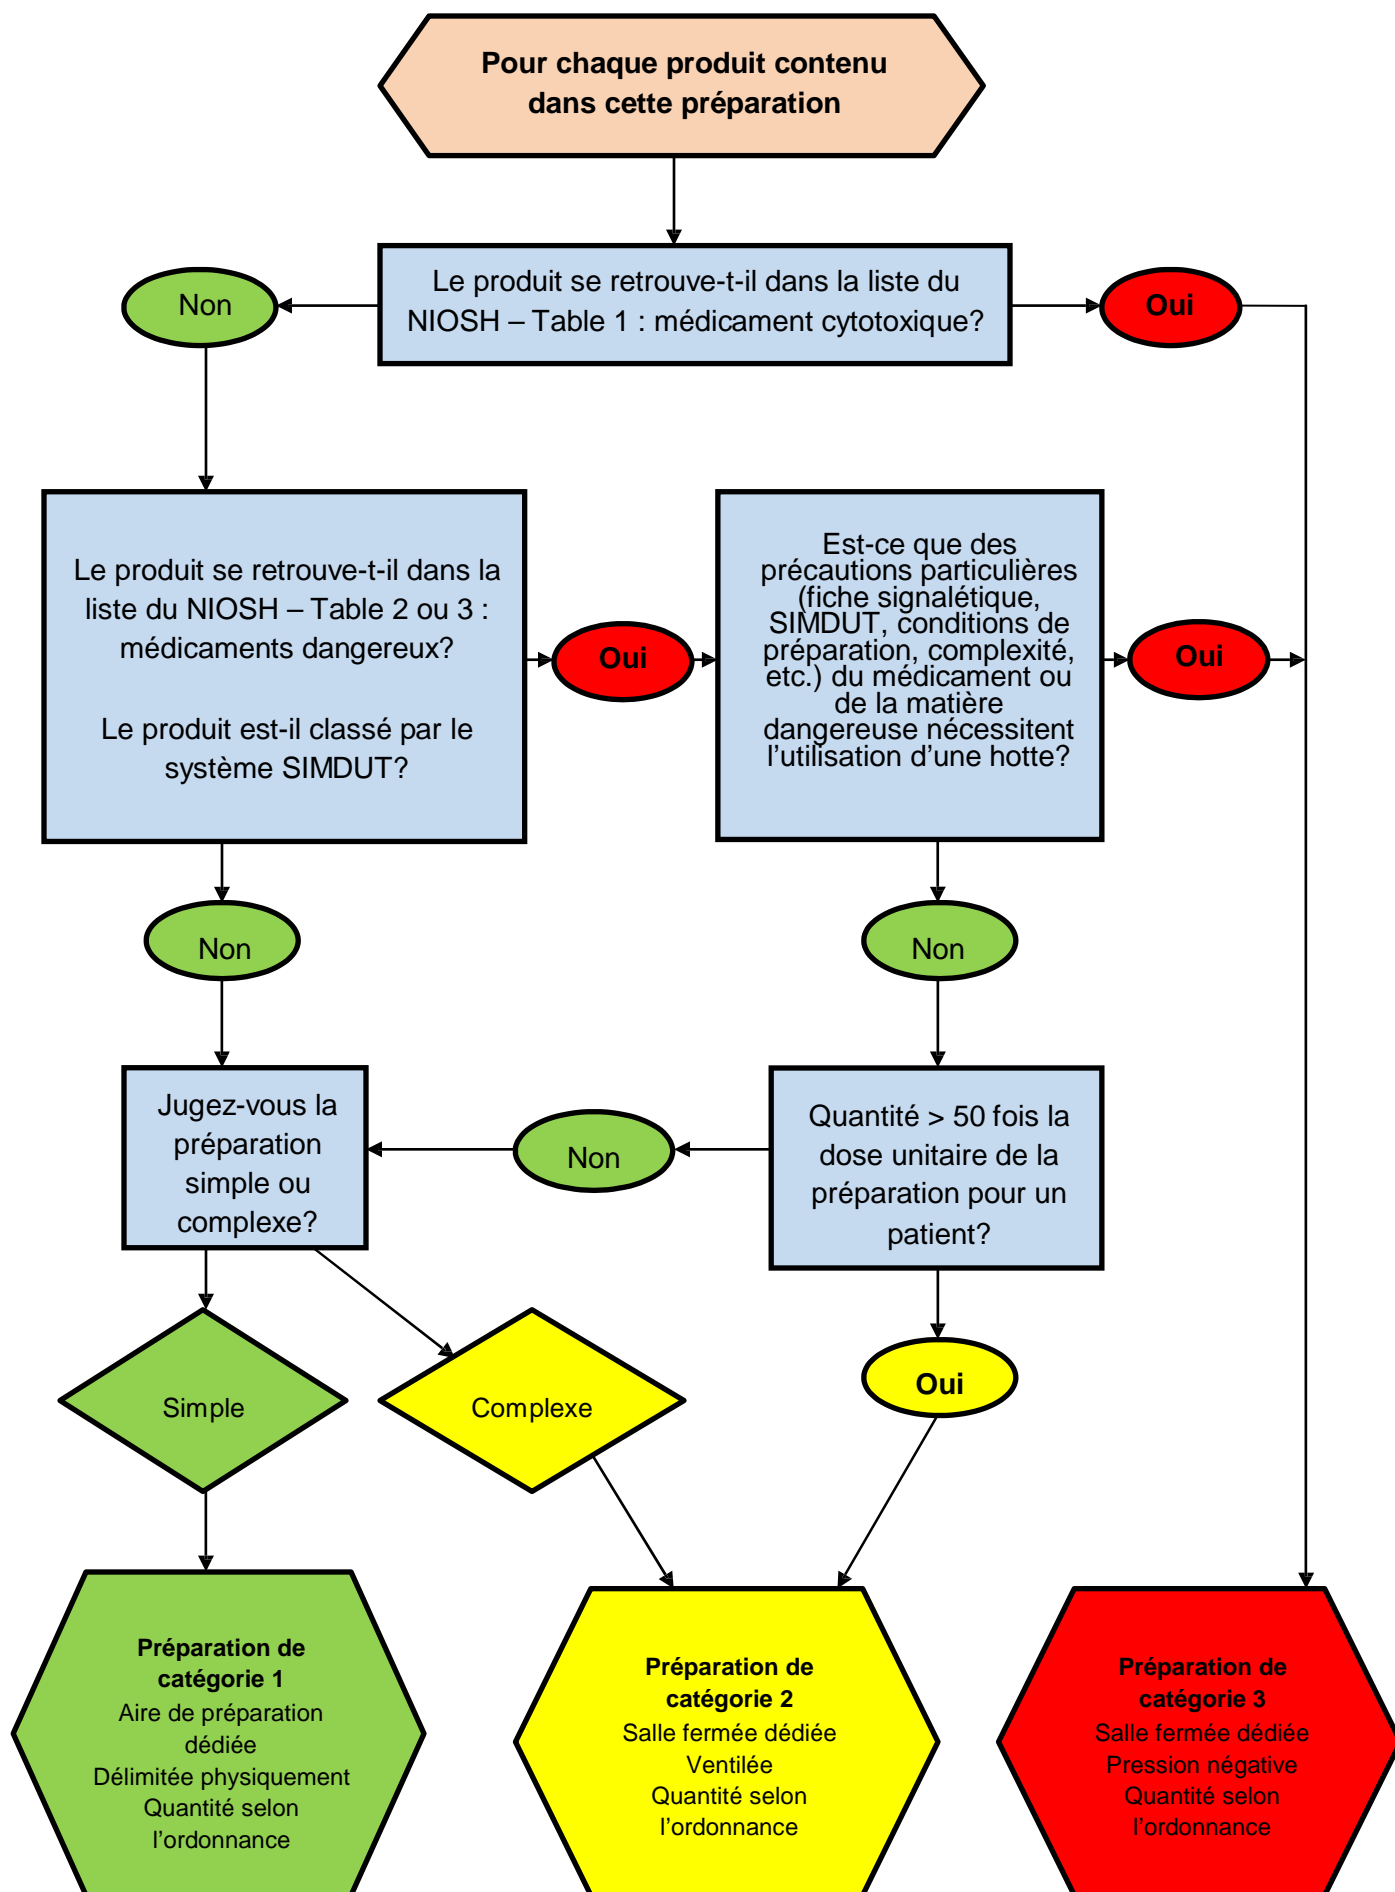 Pour chaque produit contenu
dans cette préparation
Le produit se retrouve-t-il dans la liste du
NIOSH – Table 1 : médicament cytotoxique?
Non
Oui
Le produit se retrouve-t-il dans la
liste du NIOSH – Table 2 ou 3 :
médicaments dangereux?
Le produit est-il classé par le
système SIMDUT?
Oui
Est-ce que des
précautions particulières
(fiche signalétique,
SIMDUT, conditions de
préparation, complexité,
etc.) du médicament ou
de la matière
dangereuse nécessitent
l’utilisation d’une hotte?
Oui
Non
Non
Jugez-vous la
préparation
simple ou
complexe?
Non
Quantité > 50 fois la
dose unitaire de la
préparation pour un
patient?
Simple
Complexe
Oui
Préparation de
catégorie 1
Aire de préparation
dédiée
Délimitée physiquement
Quantité selon
l’ordonnance
Préparation de
catégorie 2
Salle fermée dédiée
Ventilée
Quantité selon
l’ordonnance
Préparation de
catégorie 3
Salle fermée dédiée
Pression négative
Quantité selon
l’ordonnance